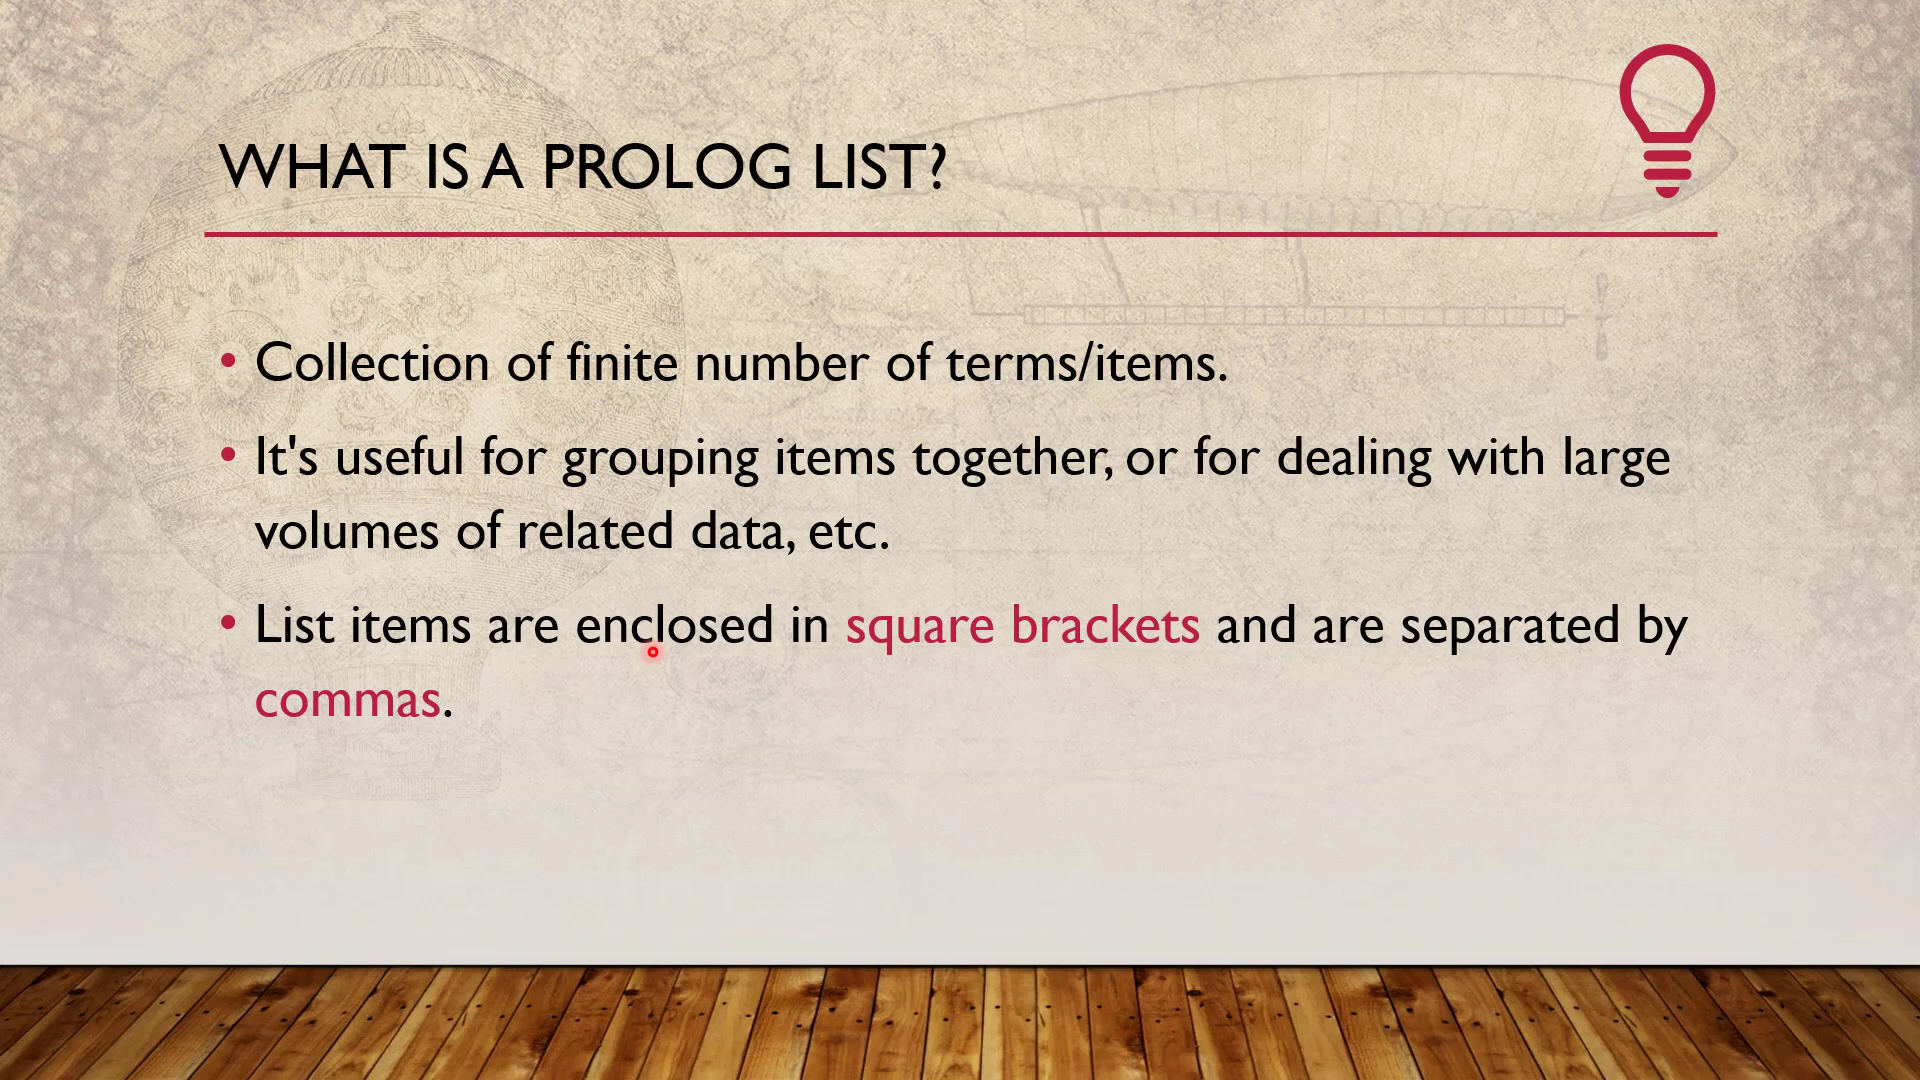 WHAT IS A PROLOG LIST?
• Collection of finite number of terms/items.
• It's useful for grouping items together, or for dealing with large
volumes of related data, etc.
• List items are enclosed in square brackets and are separated by
commas.